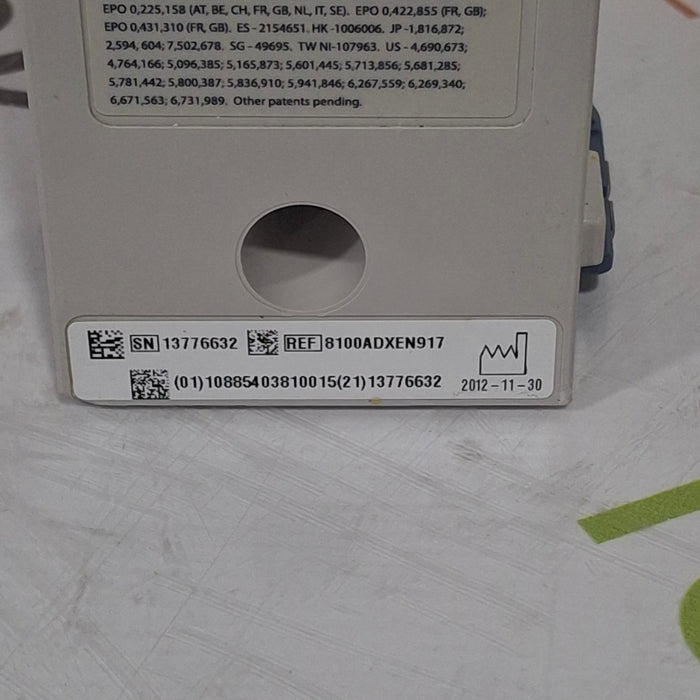 EPO 0,225,158 (AT, BE, CH, FR, GB, NL, IT, SE). EPO 0,422,855 (FR, GB);
EPO 0,431,310 (FR, GB). ES - 2154651. HK -1006006. JP -1,816,872;
2,594, 604; 7,502,678. SG - 49695. TW NI-107963. US - 4,690,673;
4,764,166; 5,096,385; 5,165,873; 5,601,445; 5,713,856; 5,681,285;
5,781,442; 5,800,387; 5,836,910; 5,941,846; 6,267,559; 6,269,340;
6,671,563; 6,731,989. Other patents pending.
SN 13776632 REF 8100ADXEN917
(01)10885403810015(21)13776632
2012-11-30